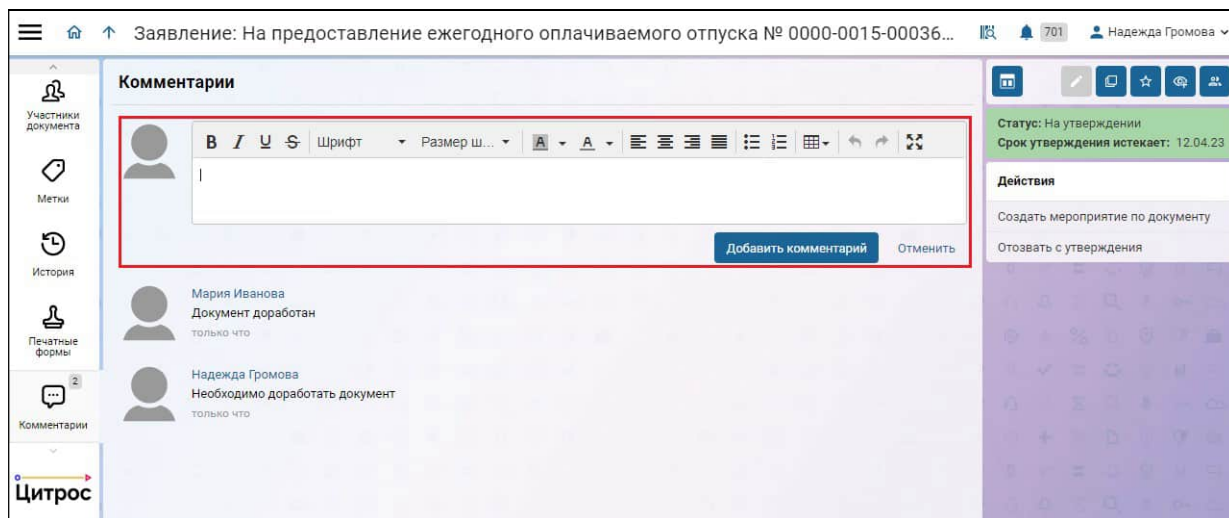 Заявление: На предоставление ежегодного оплачиваемого отпуска № 0000-0015-00036...
701
Надежда Громова
Участники
документа
Метки
История
Печатные
формы
2
Комментарии
Цитрос
Комментарии
B I U S Шрифт Размер ш... A A
Добавить комментарий Отменить
Мария Иванова
Документ доработан
только что
Надежда Громова
Необходимо доработать документ
только что
Статус: На утверждении
Срок утверждения истекает: 12.04.23
Действия
Создать мероприятие по документу
Отозвать с утверждения